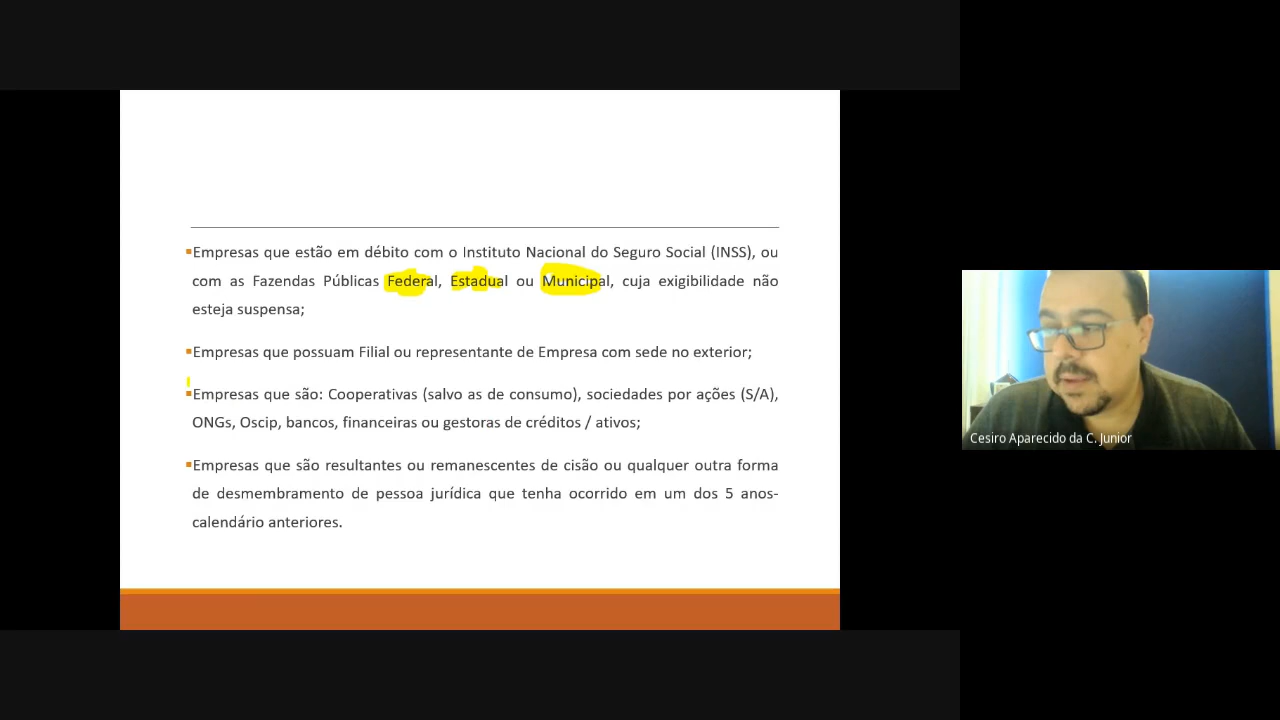 Empresas que estão em débito com o Instituto Nacional do Seguro Social (INSS), ou
com as Fazendas Públicas Federal, Estadual ou Municipal, cuja exigibilidade não
esteja suspensa;
Empresas que possuam Filial ou representante de Empresa com sede no exterior;
Empresas que são: Cooperativas (salvo as de consumo), sociedades por ações (S/A),
ONGs, Oscip, bancos, financeiras ou gestoras de créditos / ativos;
Empresas que são resultantes ou remanescentes de cisão ou qualquer outra forma
de desmembramento de pessoa jurídica que tenha ocorrido em um dos 5 anos-
calendário anteriores.
Cesiro Aparecido da C. Junior